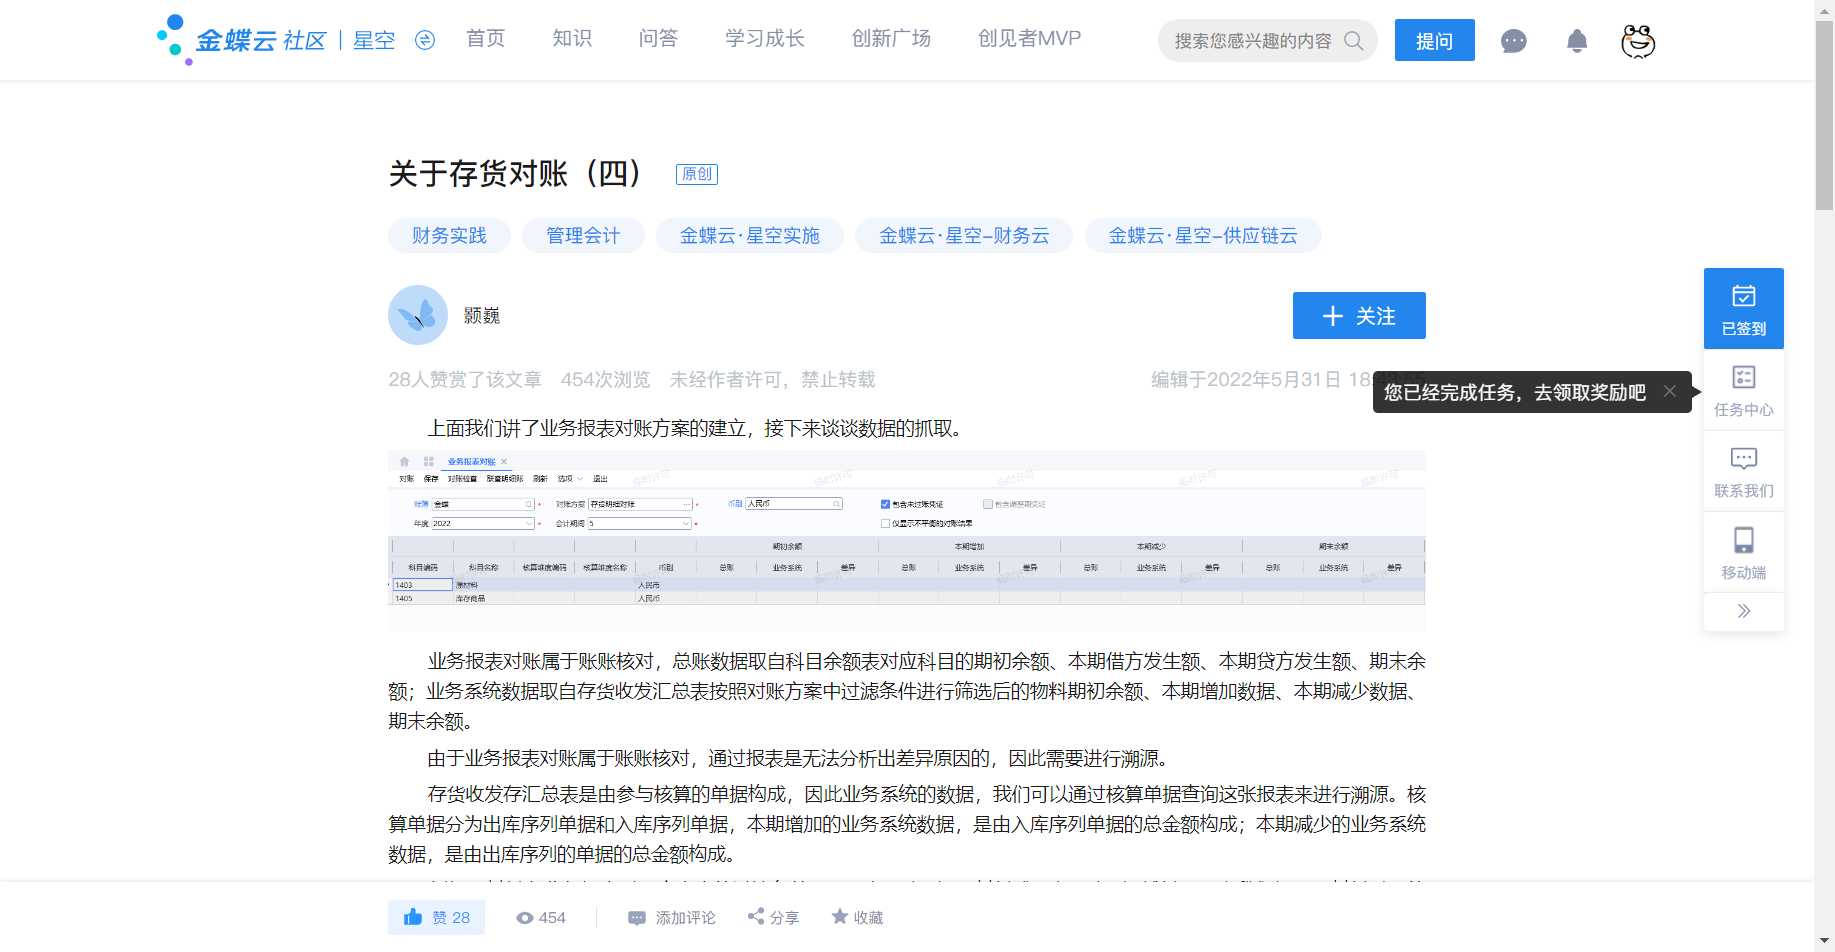 金蝶云 社区 | 星空
首页
知识
问答
学习成长
创新广场
创见者MVP
搜索您感兴趣的内容
提问
关于存货对账（四）
原创
财务实践
管理会计
金蝶云·星空实施
金蝶云·星空-财务云
金蝶云·星空-供应链云
颢巍
关注
28人赞赏了该文章 454次浏览 未经作者许可，禁止转载
编辑于2022年5月31日 18
您已经完成任务，去领取奖励吧
已签到
任务中心
联系我们
移动端
上面我们讲了业务报表对账方案的建立，接下来谈谈数据的抓取。
业务报表对账
对账 保存 对账检查 联查明细账 刷新 选项 退出
账簿 金蝶 * 对账方案 存货明细对账 * 币别 人民币 包含未过账凭证 包含调整期凭证
年度 2022 * 会计期间 5 * 仅显示不平衡的对账结果
期初余额 本期增加 本期减少 期末余额
科目编码 科目名称 核算维度编码 核算维度名称 币别 总账 业务系统 差异 总账 业务系统 差异 总账 业务系统 差异 总账 业务系统 差异
1403 原材料 人民币
1405 库存商品 人民币
业务报表对账属于账账核对，总账数据取自科目余额表对应科目的期初余额、本期借方发生额、本期贷方发生额、期末余
额；业务系统数据取自存货收发汇总表按照对账方案中过滤条件进行筛选后的物料期初余额、本期增加数据、本期减少数据、
期末余额。
由于业务报表对账属于账账核对，通过报表是无法分析出差异原因的，因此需要进行溯源。
存货收发存汇总表是由参与核算的单据构成，因此业务系统的数据，我们可以通过核算单据查询这张报表来进行溯源。核
算单据分为出库序列单据和入库序列单据，本期增加的业务系统数据，是由入库序列单据的总金额构成；本期减少的业务系统
数据，是由出库序列的单据的总金额构成。
赞 28
454
添加评论
分享
收藏